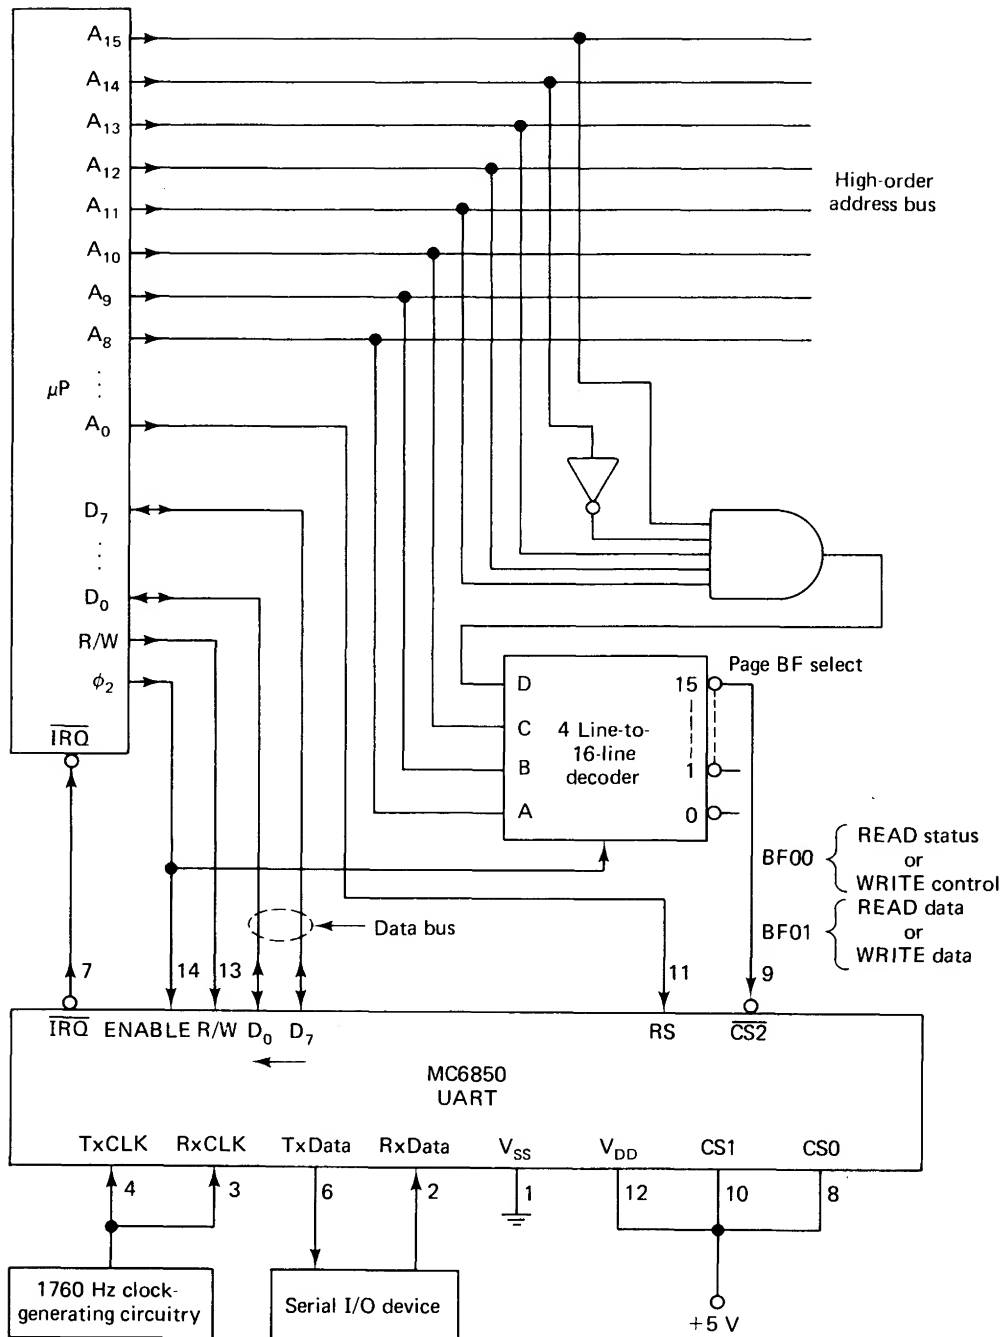 A15
A14
A13
A12
A11
A10
A9
A8
μP
A0
D7
D0
R/W
ϕ2
IRQ
High-order
address bus
Page BF select
D
C
B
A
4 Line-to-
16-line
decoder
15
1
0
BF00
READ status
or
WRITE control
BF01
READ data
or
WRITE data
Data bus
7
14
13
11
9
IRQ
ENABLE
R/W
D0
D7
RS
CS2
MC6850
UART
TxCLK
RxCLK
TxData
RxData
VSS
VDD
CS1
CS0
4
3
6
2
1
12
10
8
1760 Hz clock-
generating circuitry
Serial I/O device
+5 V